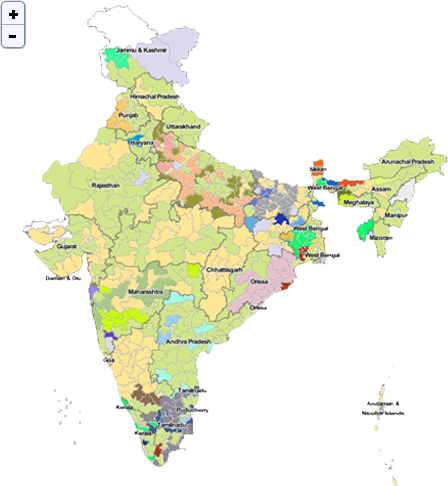 +
-
Jammu & Kashmir
Himachal Pradesh
Punjab
Uttarakhand
Haryana
Arunachal Pradesh
Sikkim
Rajasthan
West Bengal
Assam
Meghalaya
Manipur
West Bengal
Mizoram
Gujarat
West Bengal
Chhattisgarh
Daman & Diu
Orissa
Maharashtra
Orissa
Andhra Pradesh
Goa
Tamilnadu
Kerala
Puducherry
Andaman &
Nicobar Islands
Tamilnadu
Kerala